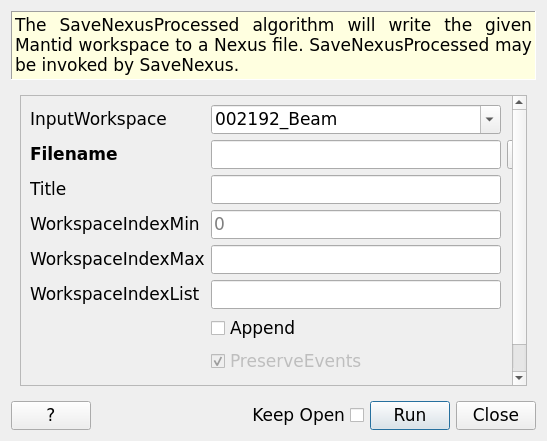 The SaveNexusProcessed algorithm will write the given
Mantid workspace to a Nexus file. SaveNexusProcessed may
be invoked by SaveNexus.
InputWorkspace 002192_Beam
Filename
Title
WorkspaceIndexMin 0
WorkspaceIndexMax
WorkspaceIndexList
Append
PreserveEvents
? Keep Open Run Close